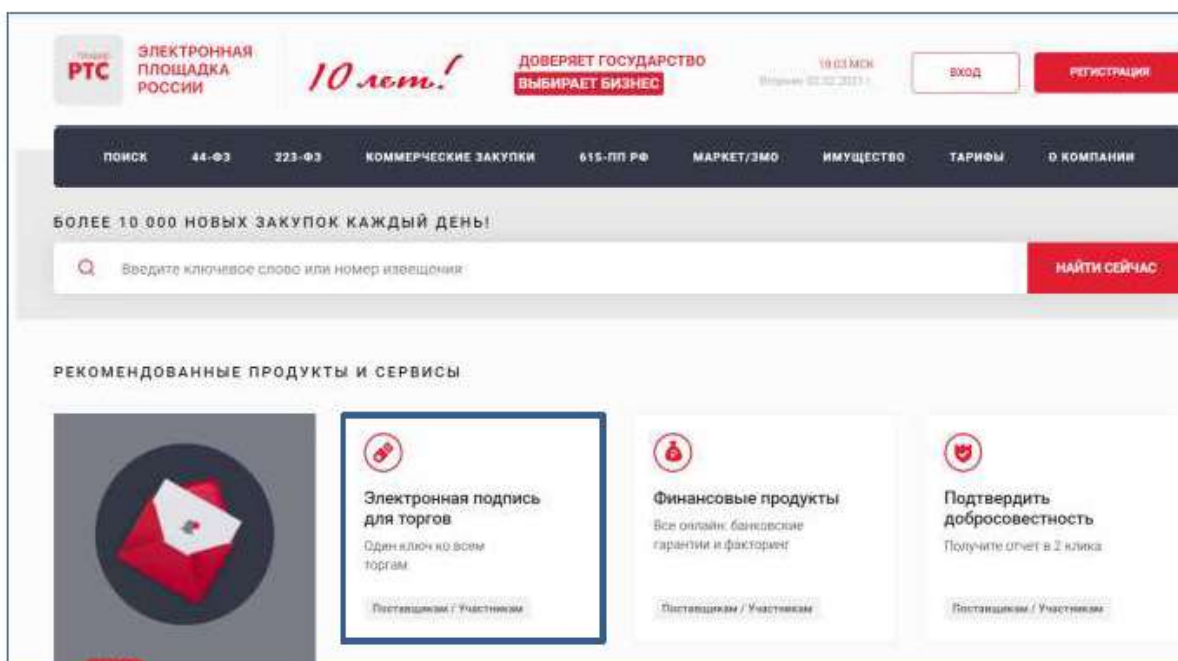 РТС
ЭЛЕКТРОННАЯ
ПЛОЩАДКА
РОССИИ
10 лет!
ДОВЕРЯЕТ ГОСУДАРСТВО
ВЫБИРАЕТ БИЗНЕС
19:03 МСК
ВХОД
РЕГИСТРАЦИЯ
ПОИСК 44-ФЗ 223-ФЗ КОММЕРЧЕСКИЕ ЗАКУПКИ 615-ПП РФ МАРКЕТ/ЗМО ИМУЩЕСТВО ТАРИФЫ О КОМПАНИИ
БОЛЕЕ 10 000 НОВЫХ ЗАКУПОК КАЖДЫЙ ДЕНЬ!
Введите ключевое слово или номер извещения
НАЙТИ СЕЙЧАС
РЕКОМЕНДОВАННЫЕ ПРОДУКТЫ И СЕРВИСЫ
Электронная подпись
для торгов
Один ключ ко всем
торгам
Поставщикам / Участникам
Финансовые продукты
Все онлайн: банковские
гарантии и факторинг
Поставщикам / Участникам
Подтвердить
добросовестность
Получите отчет в 2 клика
Поставщикам / Участникам